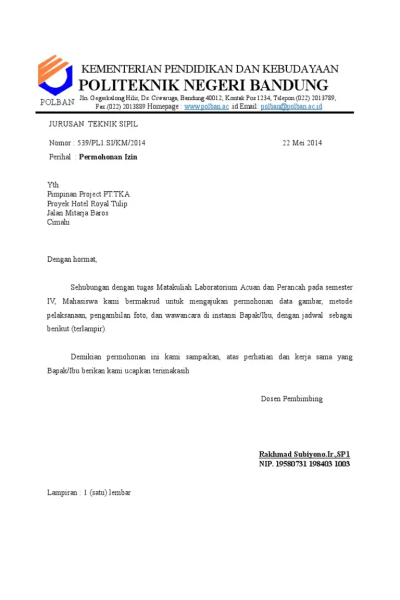 KEMENTERIAN PENDIDIKAN DAN KEBUDAYAAN
POLITEKNIK NEGERI BANDUNG
POLBAN
Jln. Gegerkalong Hilir, Ds. Ciwaruga, Bandung 40012, Kontak Pos 1234, Telepon (022) 2013789,
Fax.(022) 2013889 Homepage : www.polban.ac.id Email: polban@polban.ac.id
JURUSAN TEKNIK SIPIL
Nomor : 539/PL1.SI/KM/2014 22 Mei 2014
Perihal : Permohonan Izin
Yth
Pimpinan Project PT.TKA
Proyek Hotel Royal Tulip
Jalan Mitarja Baros
Cimahi
Dengan hormat,
Sehubungan dengan tugas Matakuliah Laboratorium Acuan dan Perancah pada semester
IV, Mahasiswa kami bermaksud untuk mengajukan permohonan data gambar, metode
pelaksanaan, pengambilan foto, dan wawancara di instansi Bapak/Ibu, dengan jadwal sebagai
berikut (terlampir).
Demikian permohonan ini kami sampaikan, atas perhatian dan kerja sama yang
Bapak/Ibu berikan kami ucapkan terimakasih
Dosen Pembimbing
Rakhmad Subiyono.Ir.,SP1
NIP. 19580731 198403 1003
Lampiran : 1 (satu) lembar